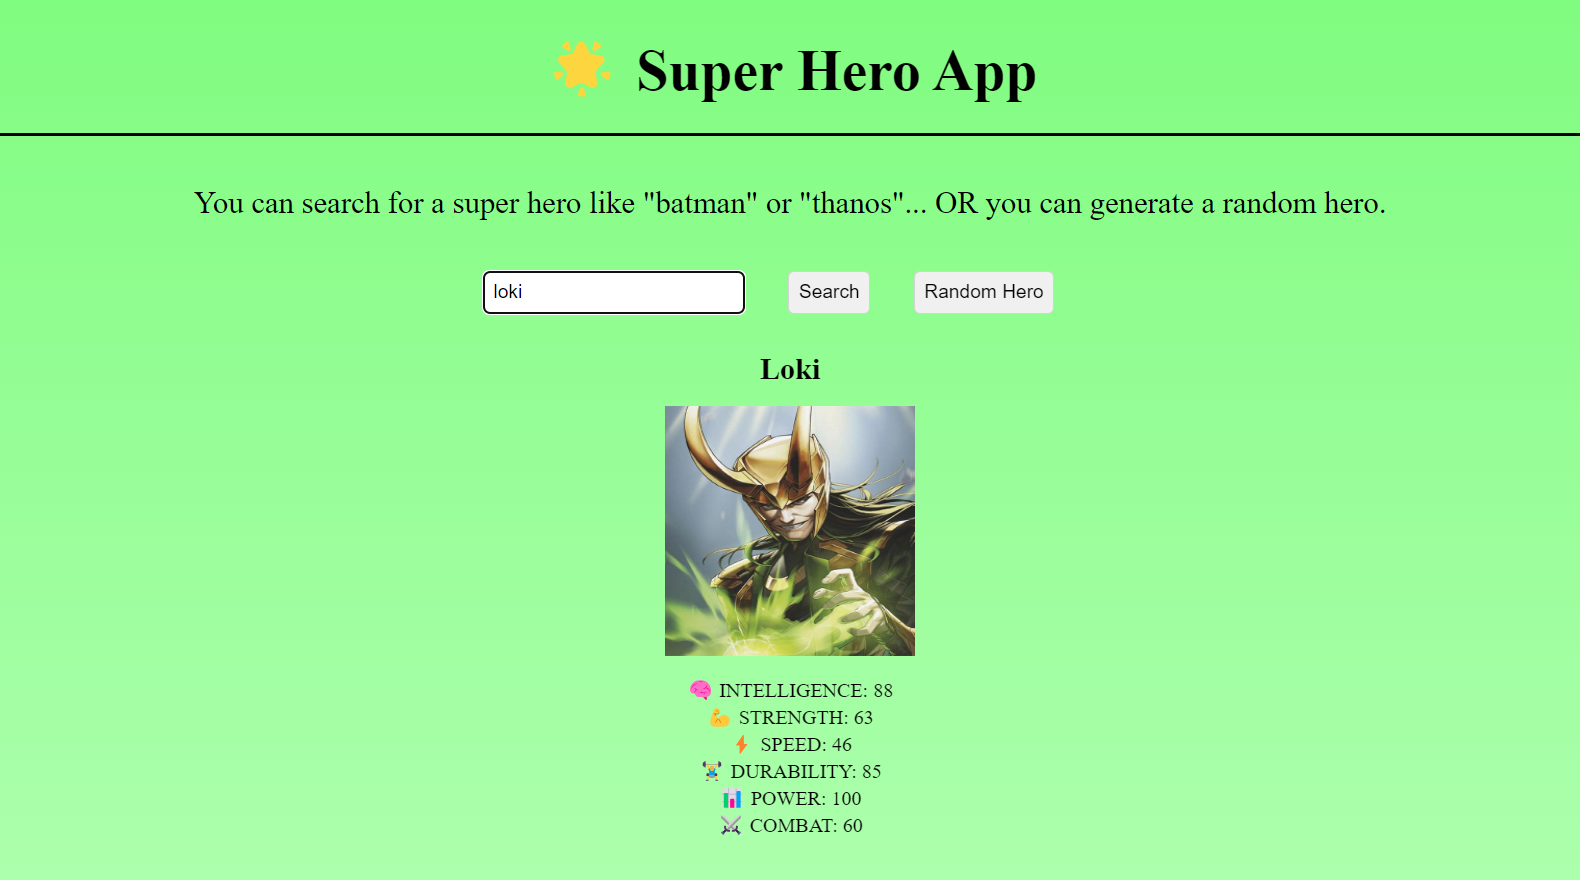 🌟 Super Hero App
You can search for a super hero like "batman" or "thanos"... OR you can generate a random hero.
loki Search Random Hero
Loki
🧠 INTELLIGENCE: 88
💪 STRENGTH: 63
⚡ SPEED: 46
🏋️ DURABILITY: 85
📊 POWER: 100
⚔️ COMBAT: 60